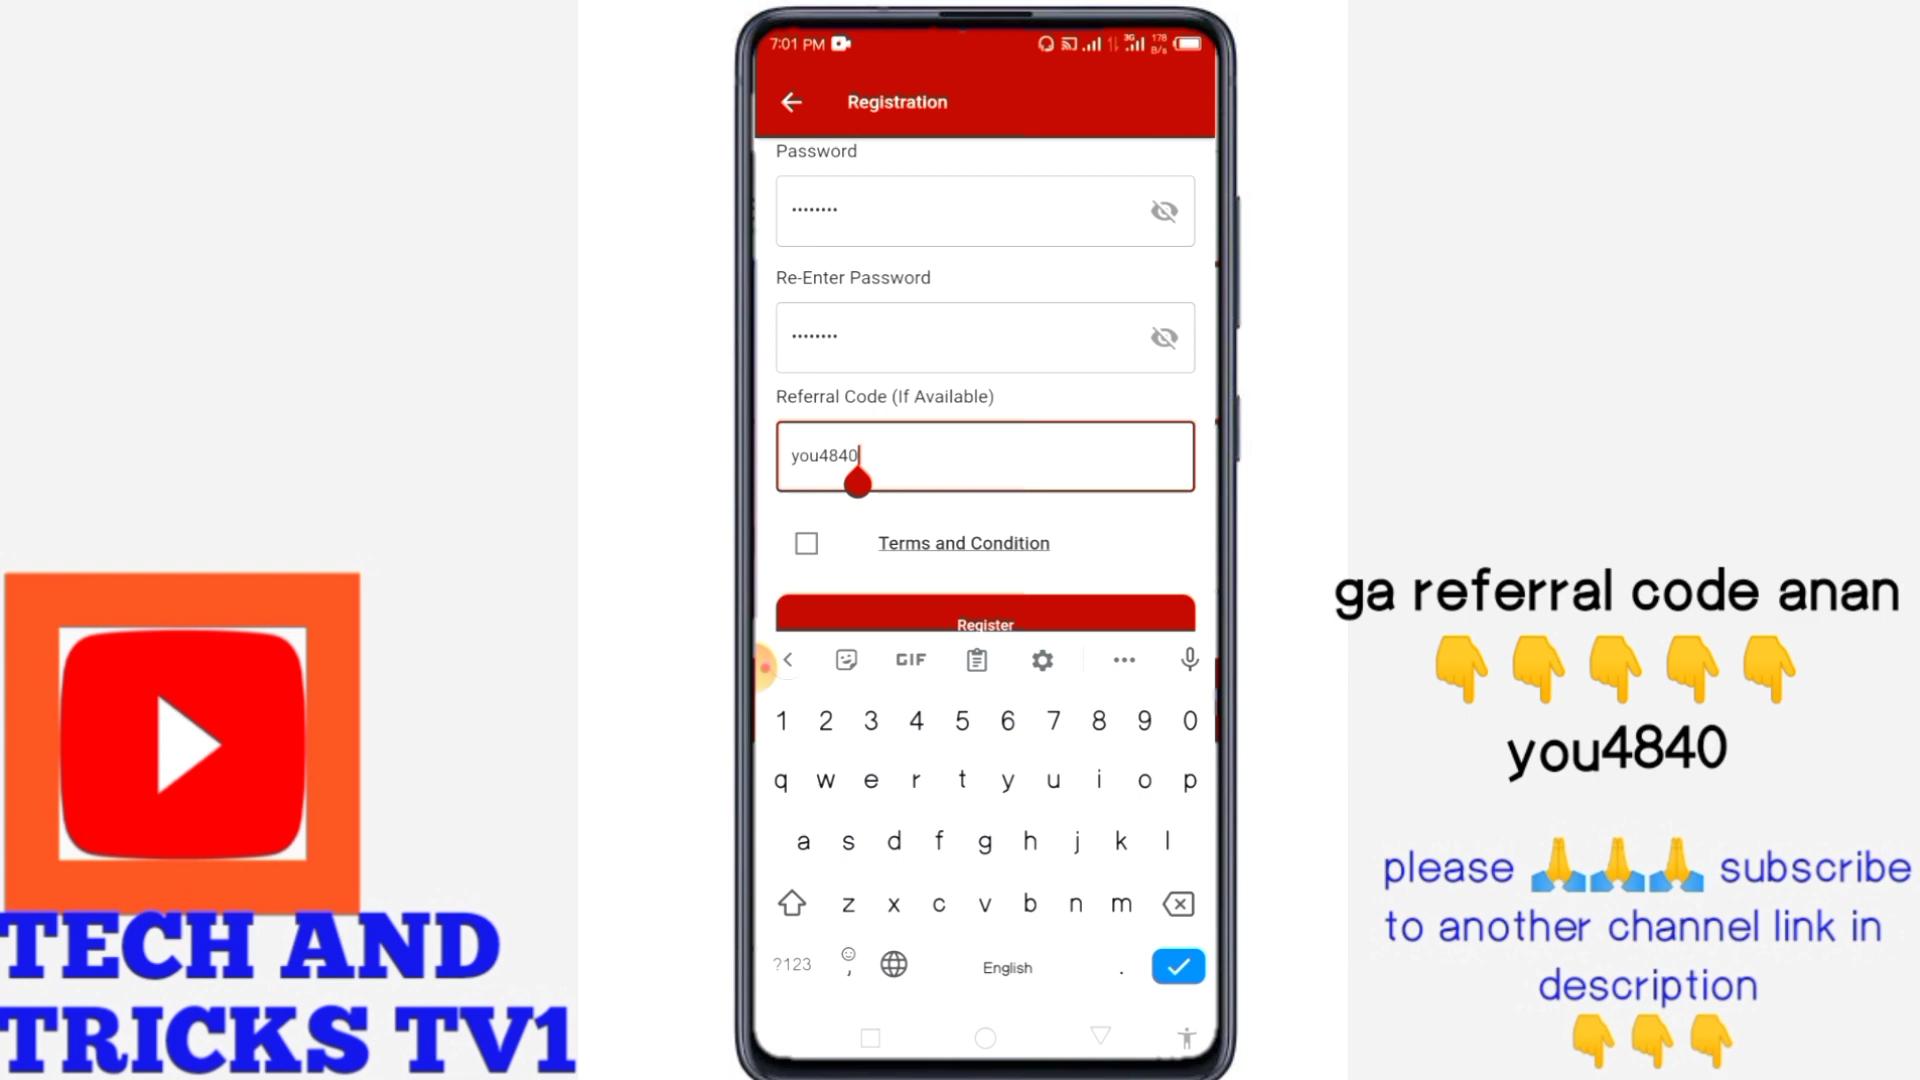 7:01 PM
3G
178
B/s
Registration
Password
........
Re-Enter Password
........
Referral Code (If Available)
you4840
Terms and Condition
Register
GIF
1 2 3 4 5 6 7 8 9 0
q w e r t y u i o p
a s d f g h j k l
z x c v b n m
?123 , English .
TECH AND
TRICKS TV1
ga referral code anan
👇👇👇👇👇
you4840
please 🙏🙏🙏 subscribe
to another channel link in
description
👇👇👇